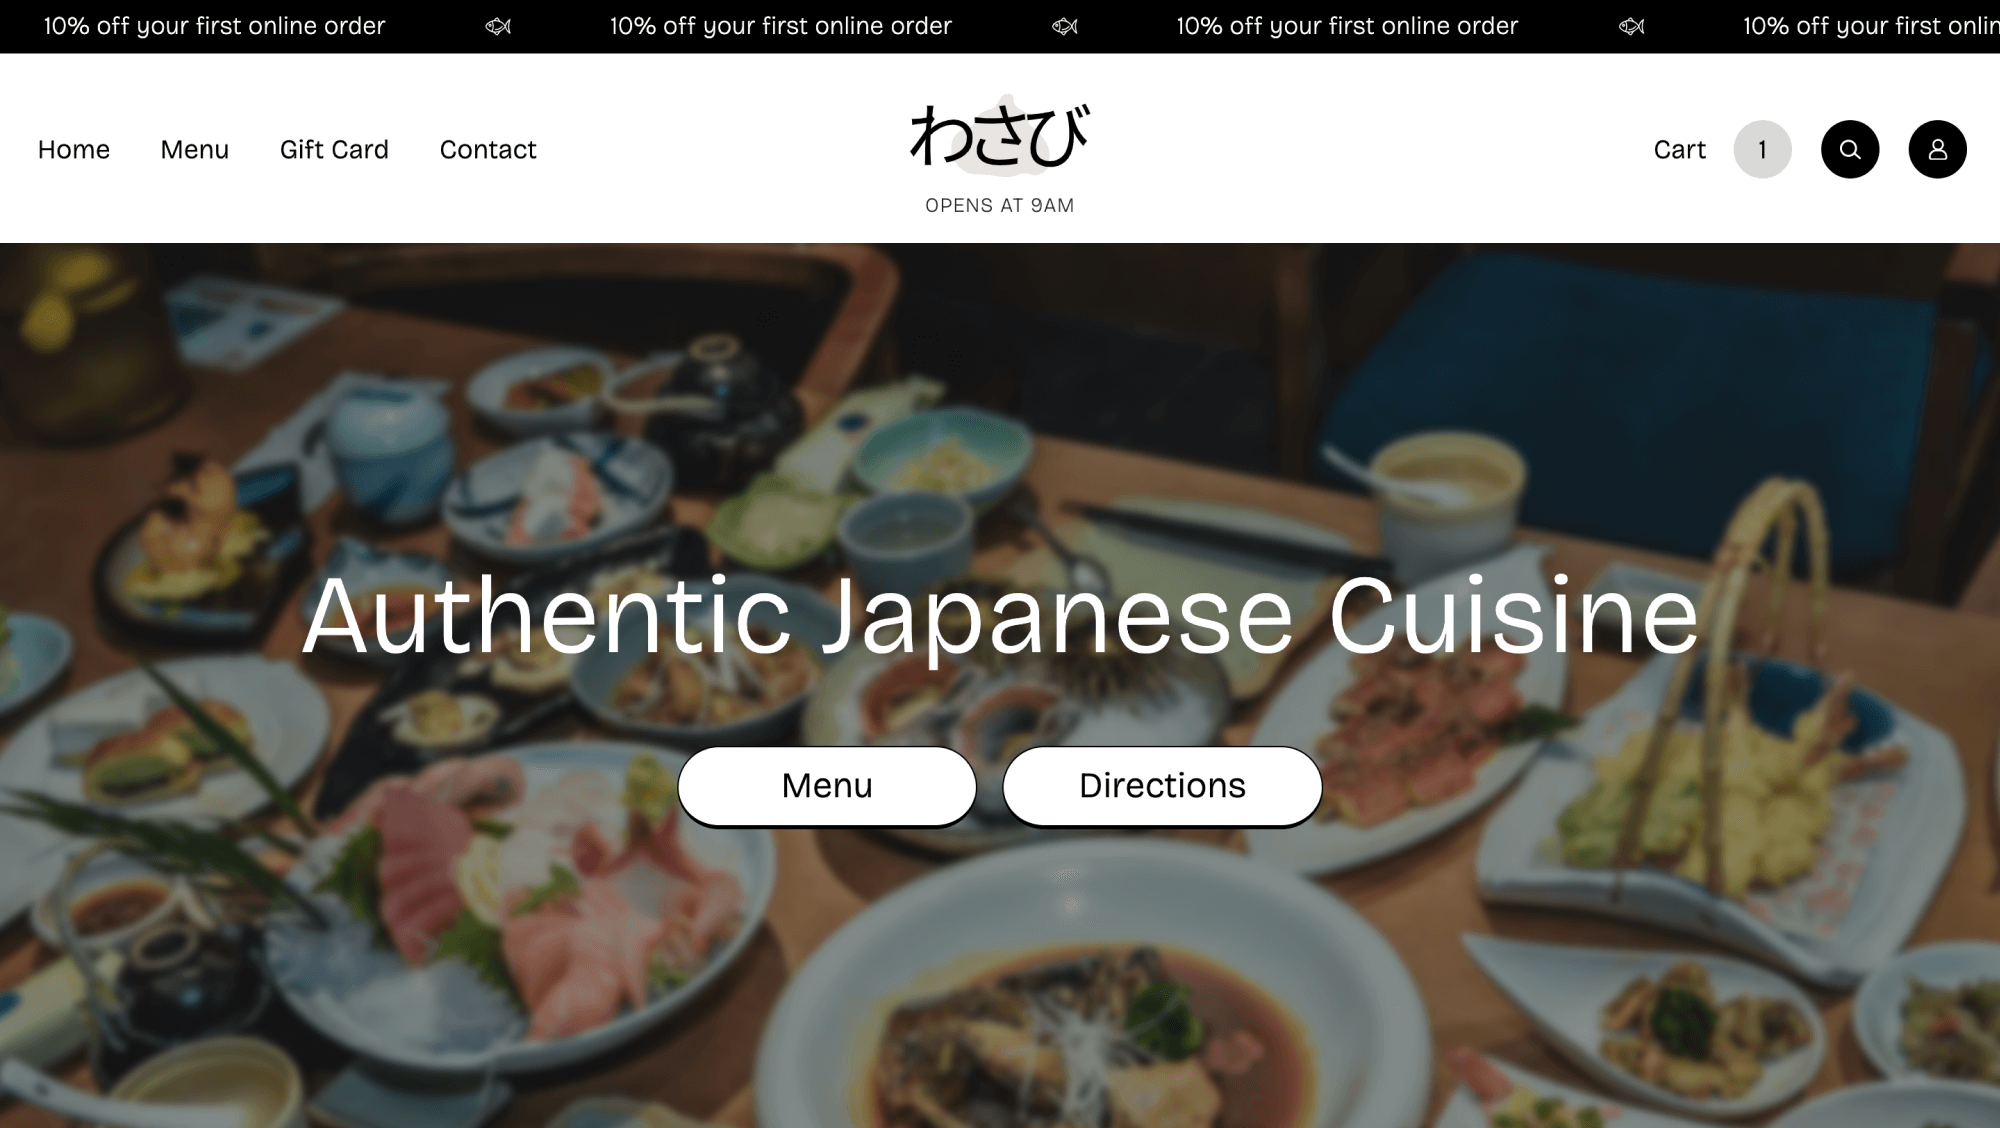 10% off your first online order 10% off your first online order 10% off your first online order 10% off your first onlin
Home Menu Gift Card Contact
わさび
OPENS AT 9AM
Cart 1
Authentic Japanese Cuisine
Menu Directions